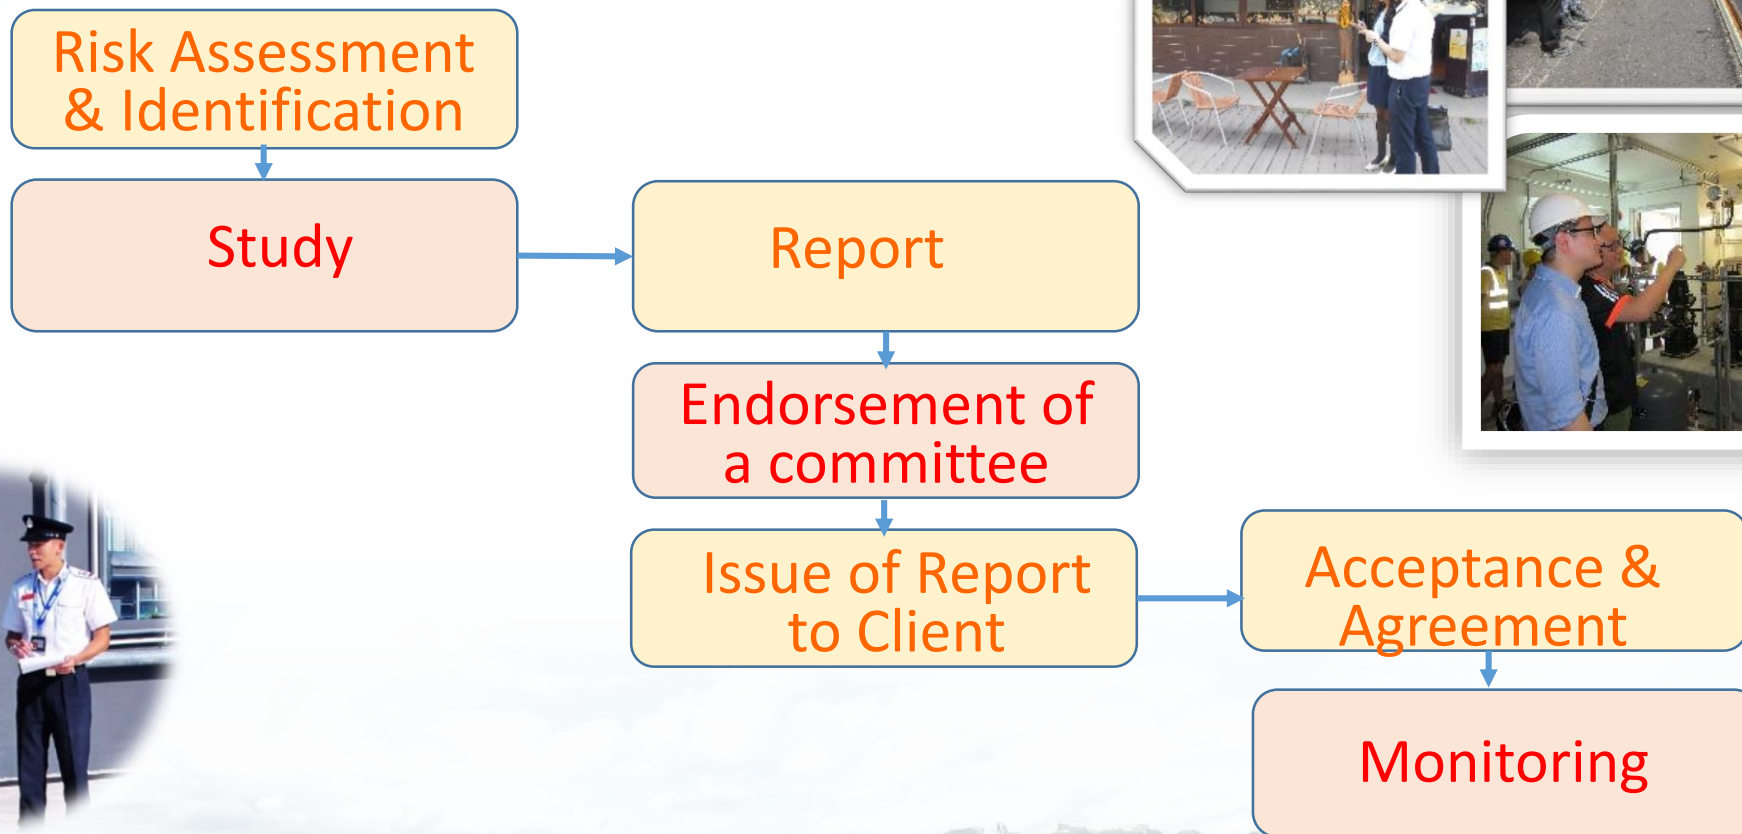 Risk Assessment
& Identification
Study
Report
Endorsement of
a committee
Issue of Report
to Client
Acceptance &
Agreement
Monitoring